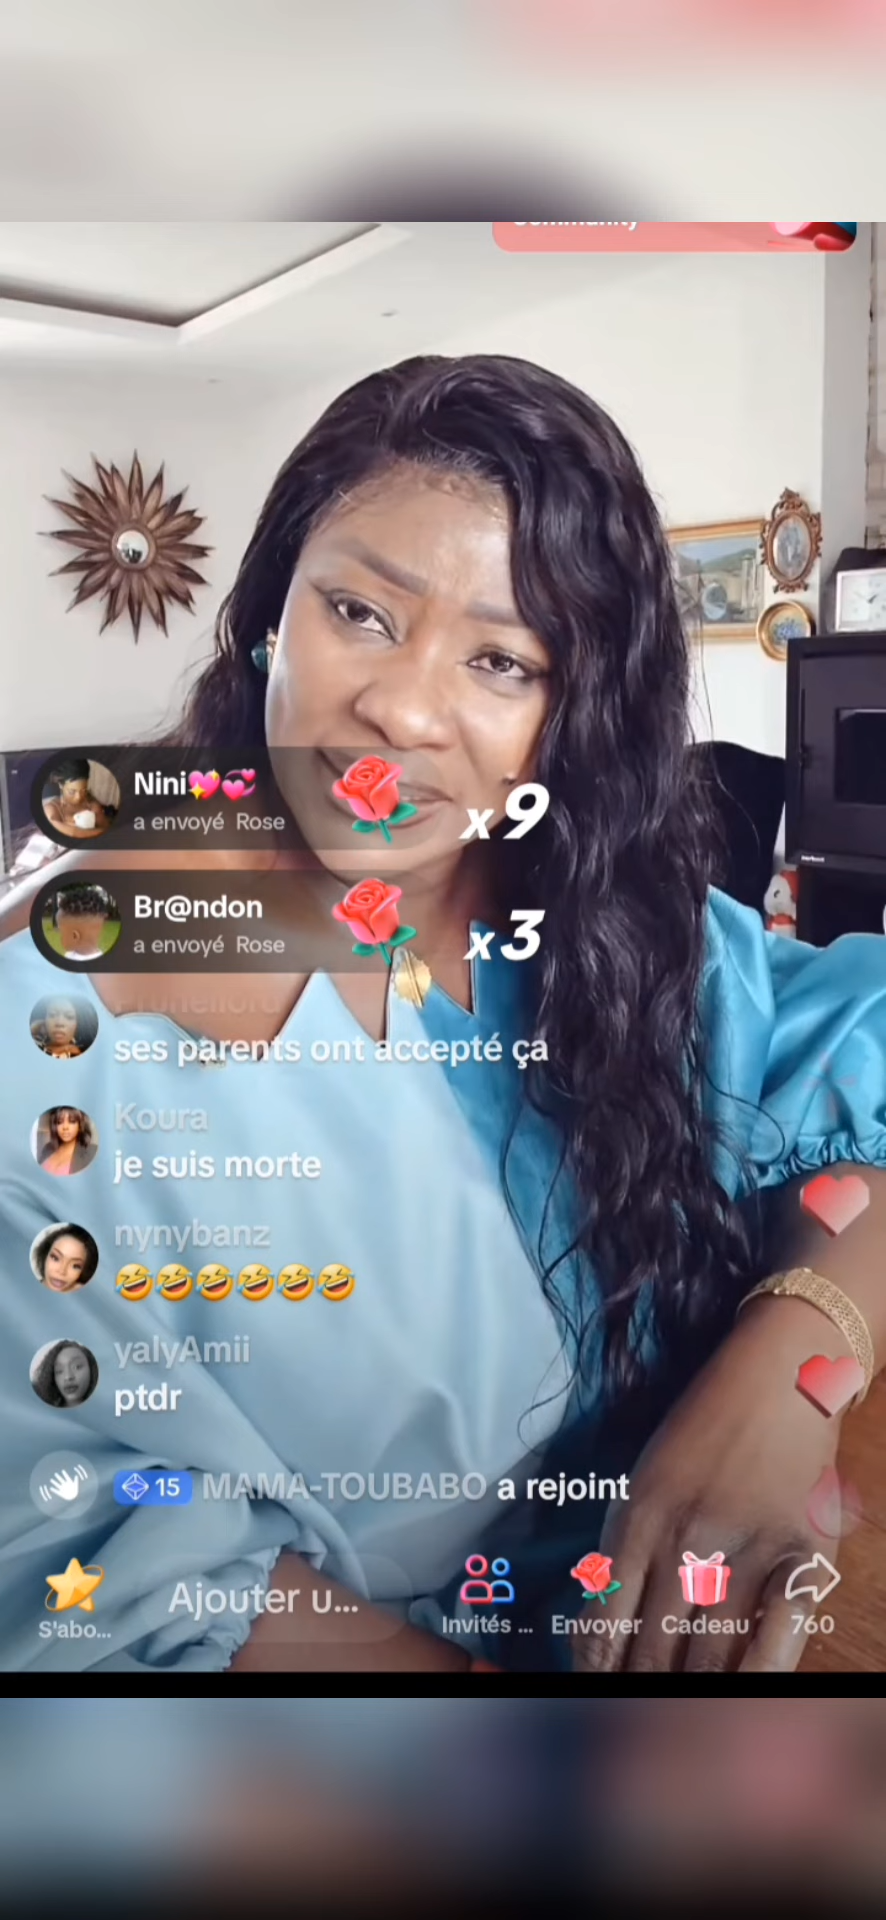 Community
Nini💖💞
a envoyé Rose
x9
Br@ndon
a envoyé Rose
x3
ses parents ont accepté ça
Koura
je suis morte
nynybanz
🤣🤣🤣🤣🤣🤣
yalyAmii
ptdr
15 MAMA-TOUBABO a rejoint
S'abo...
Ajouter u...
Invités ...
Envoyer
Cadeau
760